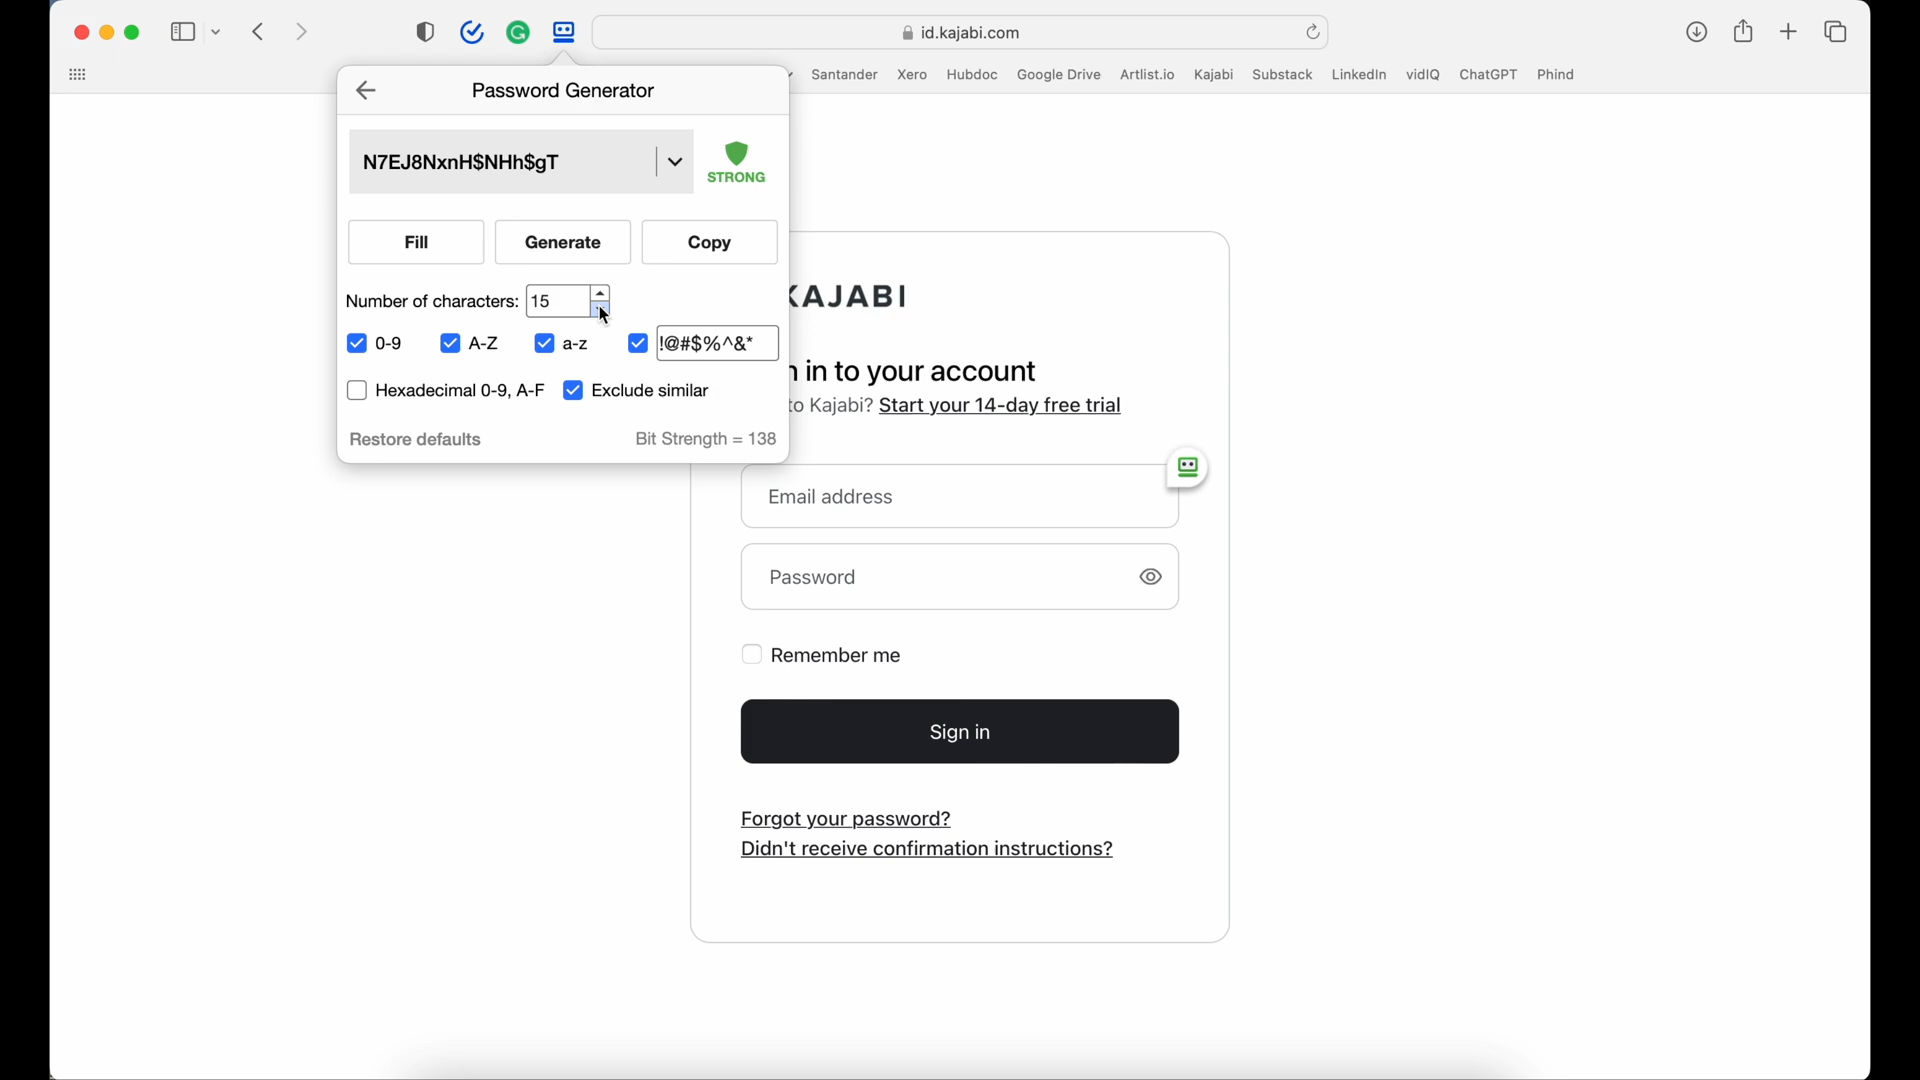 id.kajabi.com
Santander Xero Hubdoc Google Drive Artlist.io Kajabi Substack LinkedIn vidIQ ChatGPT Phind
Password Generator
N7EJ8NxnH$NHh$gT
STRONG
Fill Generate Copy
Number of characters: 15
0-9 A-Z a-z !@#$%^&*
Hexadecimal 0-9, A-F Exclude similar
Restore defaults Bit Strength = 138
KAJABI
n in to your account
to Kajabi? Start your 14-day free trial
Email address
Password
Remember me
Sign in
Forgot your password?
Didn't receive confirmation instructions?